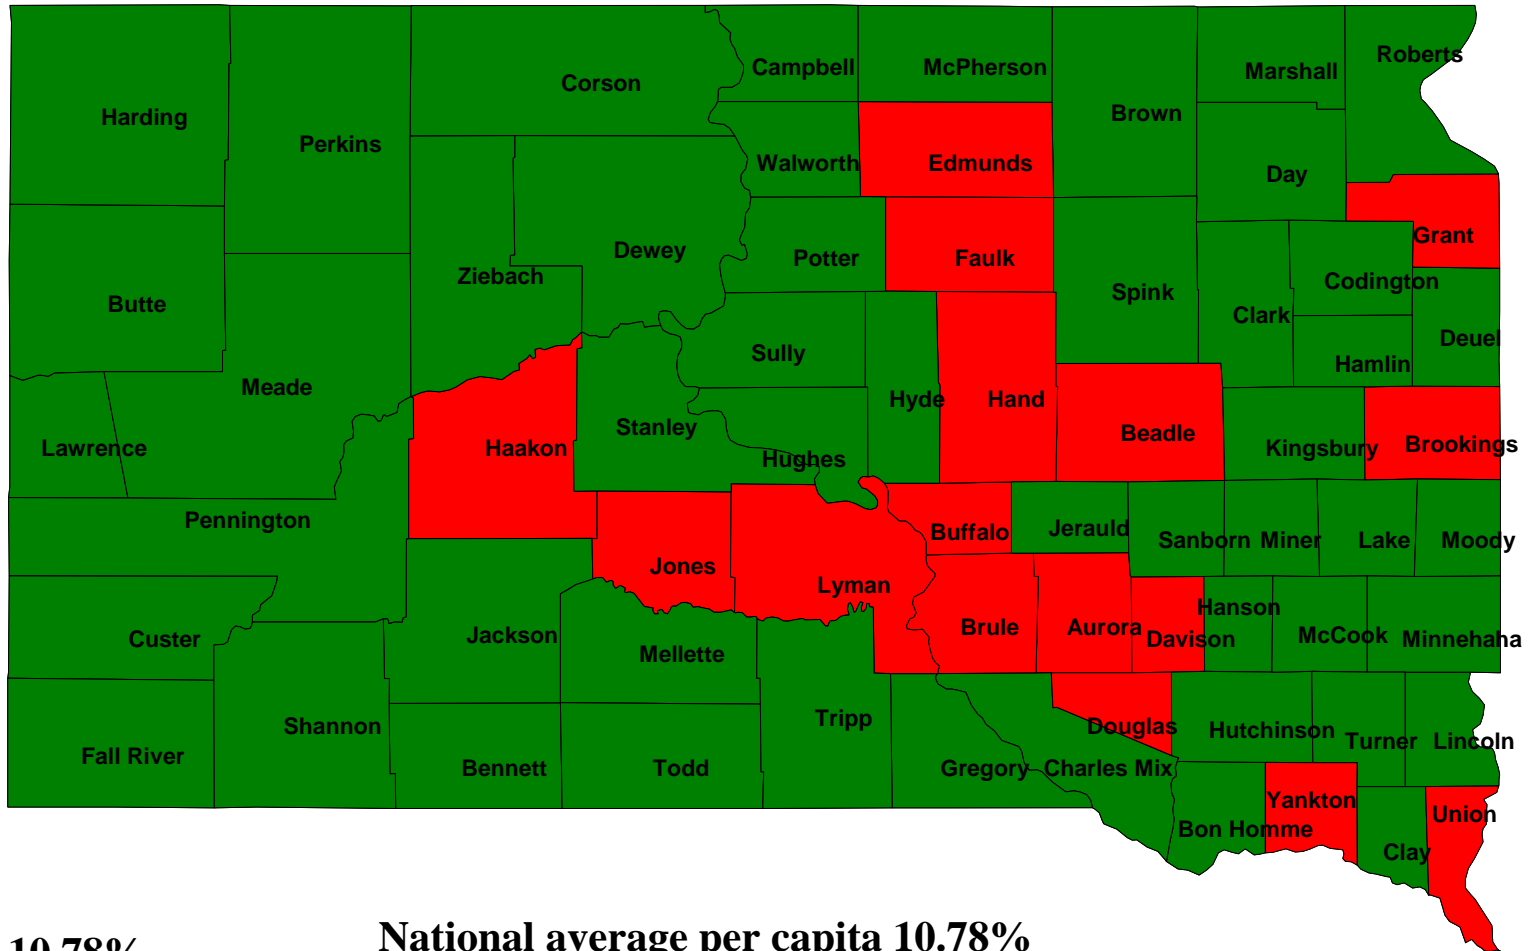 Roberts
Campbell McPherson Marshall
Corson
Harding Brown
Perkins
Walworth Edmunds
Day
Grant
Dewey
Potter Faulk
Ziebach
Codington
Spink
Butte
Clark
Deuel
Sully
Hamlin
Meade
Hyde Hand
Stanley
Beadle
Lawrence Haakon Kingsbury Brookings
Hughes
Pennington
Buffalo Jerauld
Sanborn Miner Lake Moody
Jones
Lyman
Hanson
Custer Jackson Brule Aurora Davison McCook Minnehaha
Mellette
Tripp
Shannon Douglas Hutchinson
Turner Lincoln
Fall River
Bennett Todd Gregory Charles Mix
Yankton
Union
Bon Homme
Clay
10.78% National average per capita 10.78%